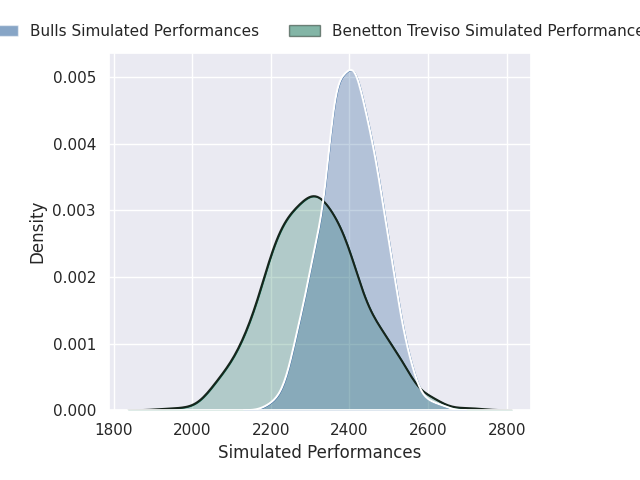 Bulls Simulated Performances
Benetton Treviso Simulated Performance
0.005
0.004
0.003
0.002
0.001
0.000
Density
1800 2000 2200 2400 2600 2800
Simulated Performances